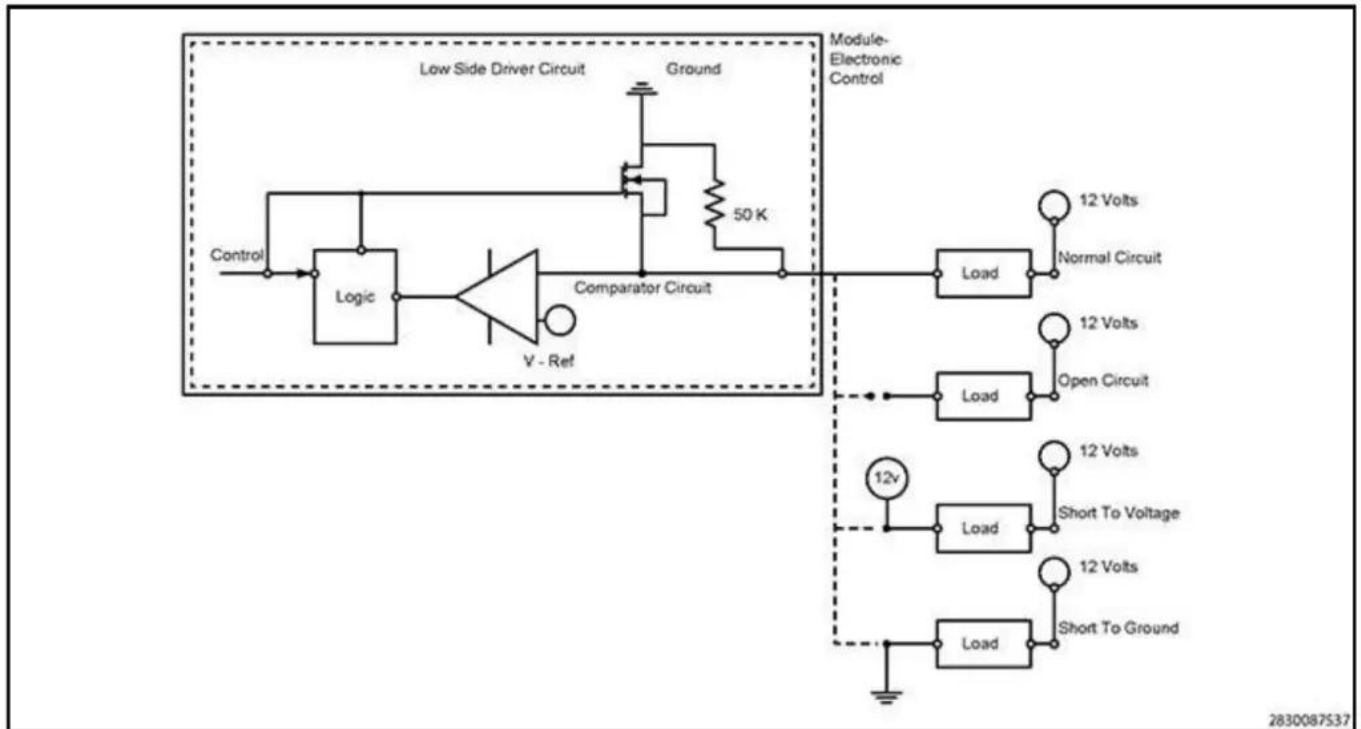 Module-
Electronic
Control
Low Side Driver Circuit
Ground
50 K
Control
Logic
Comparator Circuit
V - Ref
12 Volts
Load
Normal Circuit
12 Volts
Load
Open Circuit
12v
12 Volts
Load
Short To Voltage
12 Volts
Load
Short To Ground
2830087537